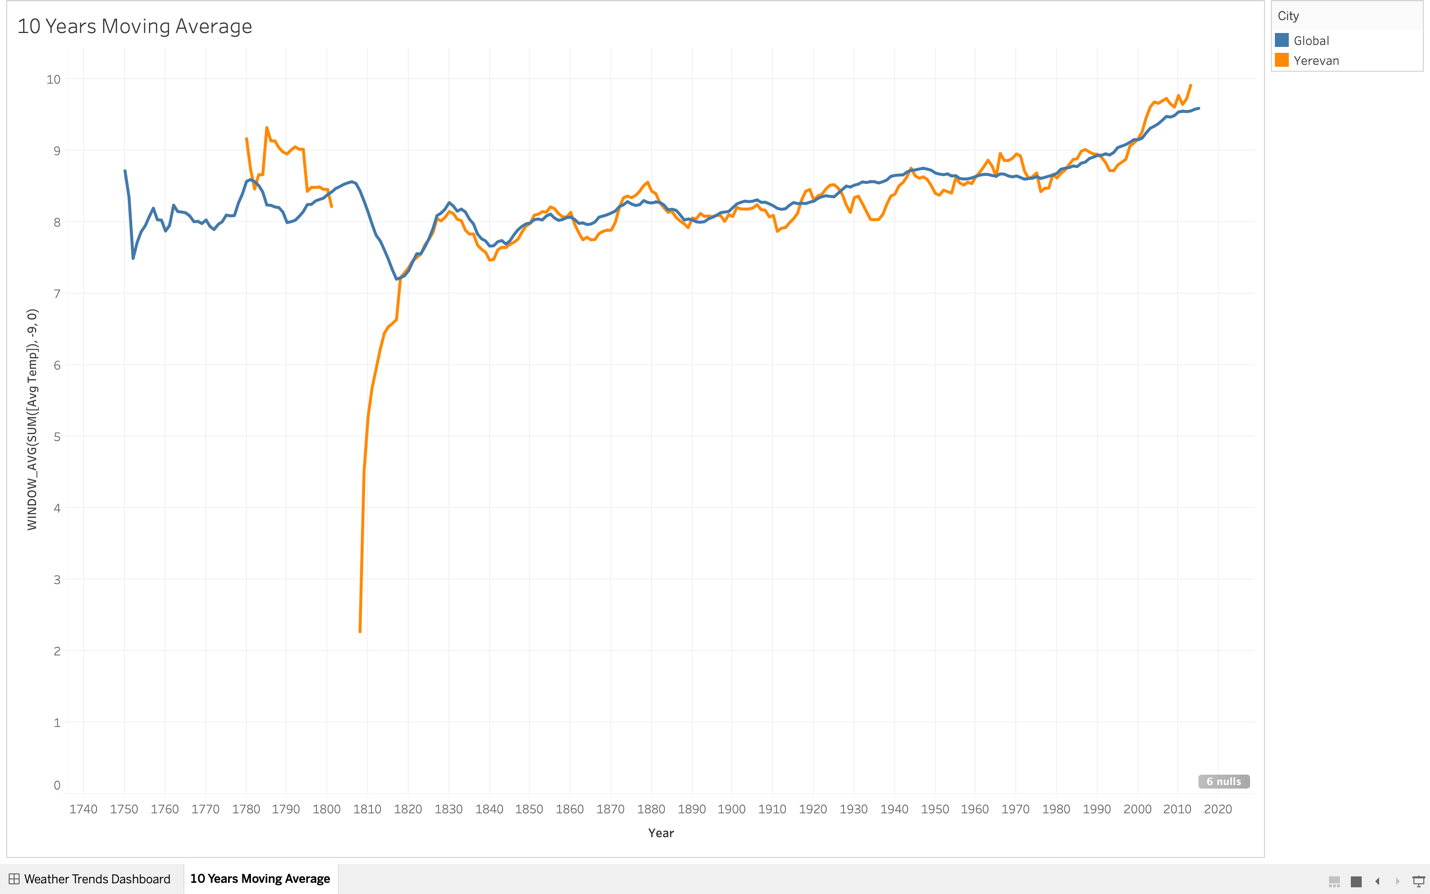 10 Years Moving Average
City
Global
Yerevan
10
9
8
7
6
5
4
3
2
1
0
WINDOW_AVG(SUM([Avg Temp]), -9, 0)
6 nulls
1740 1750 1760 1770 1780 1790 1800 1810 1820 1830 1840 1850 1860 1870 1880 1890 1900 1910 1920 1930 1940 1950 1960 1970 1980 1990 2000 2010 2020
Year
Weather Trends Dashboard 10 Years Moving Average